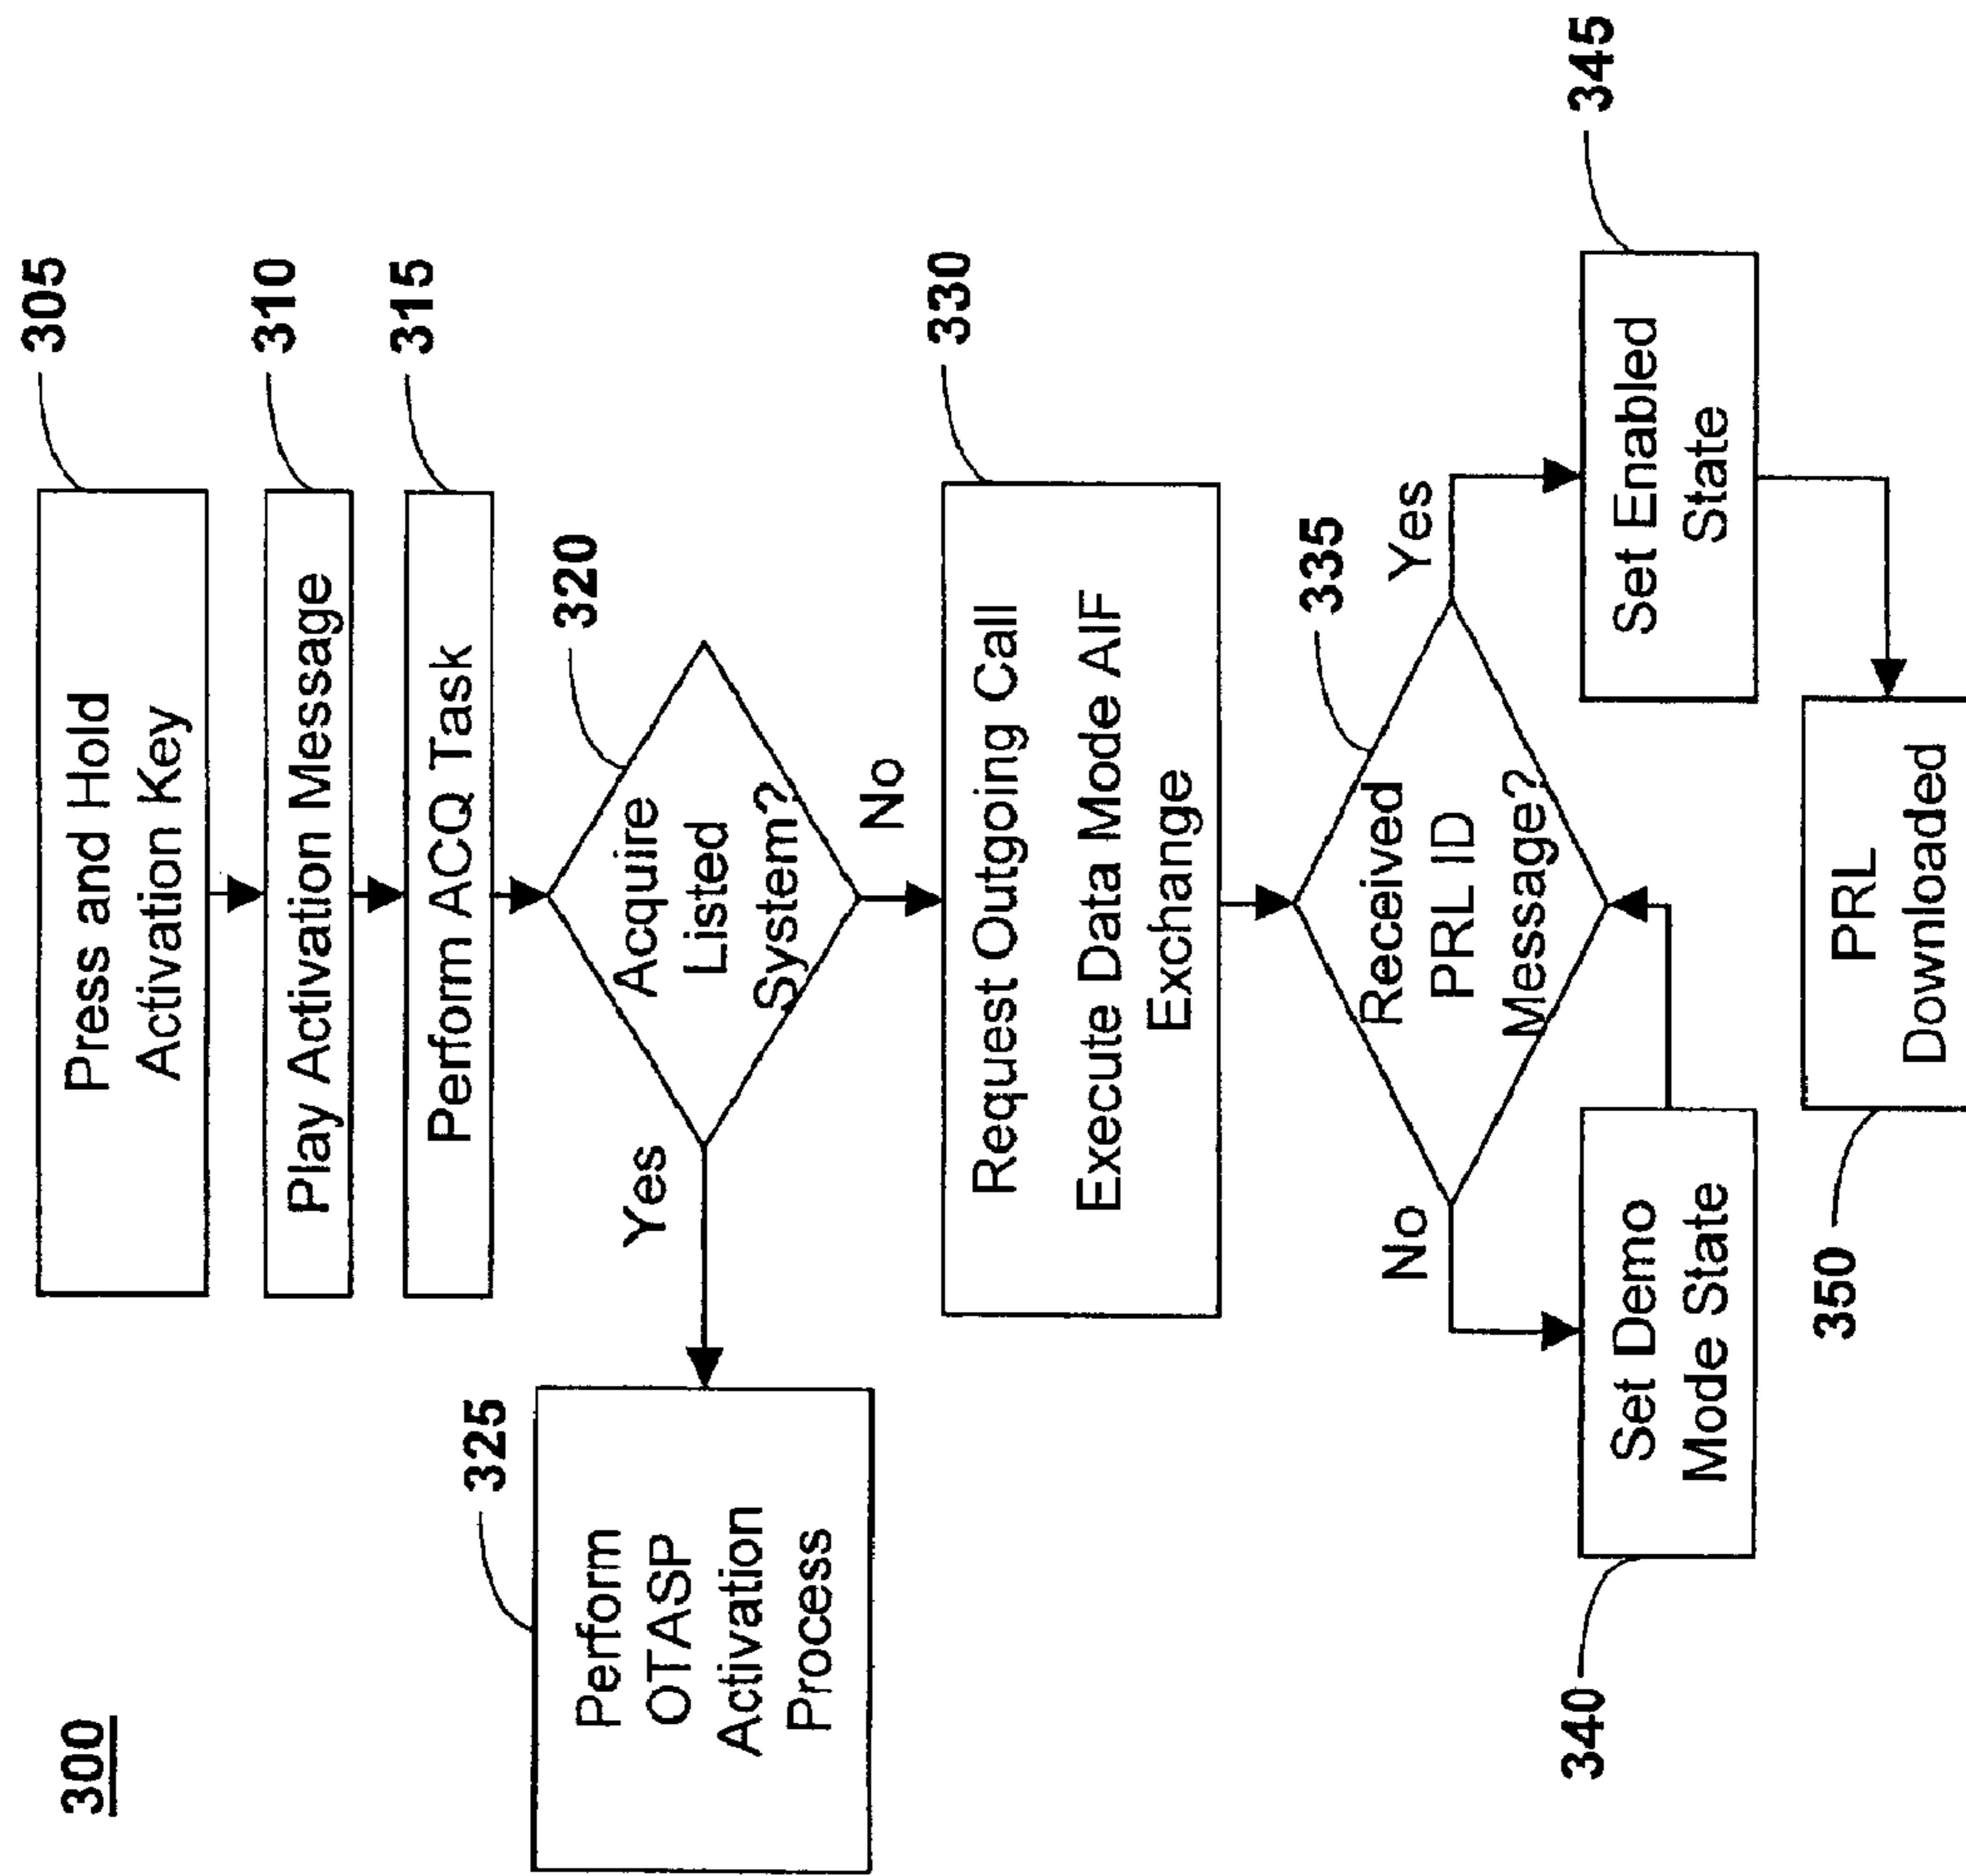 300
305
Press and Hold
Activation Key
310
Play Activation Message
315
Perform ACQ Task
320
Acquire
Listed
System?
Yes
No
325
Perform
OTASP
Activation
Process
330
Request Outgoing Call
Execute Data Mode AIF
Exchange
335
Received
PRL ID
Message?
No
Yes
340
Set Demo
Mode State
345
Set Enabled
State
350
PRL
Downloaded